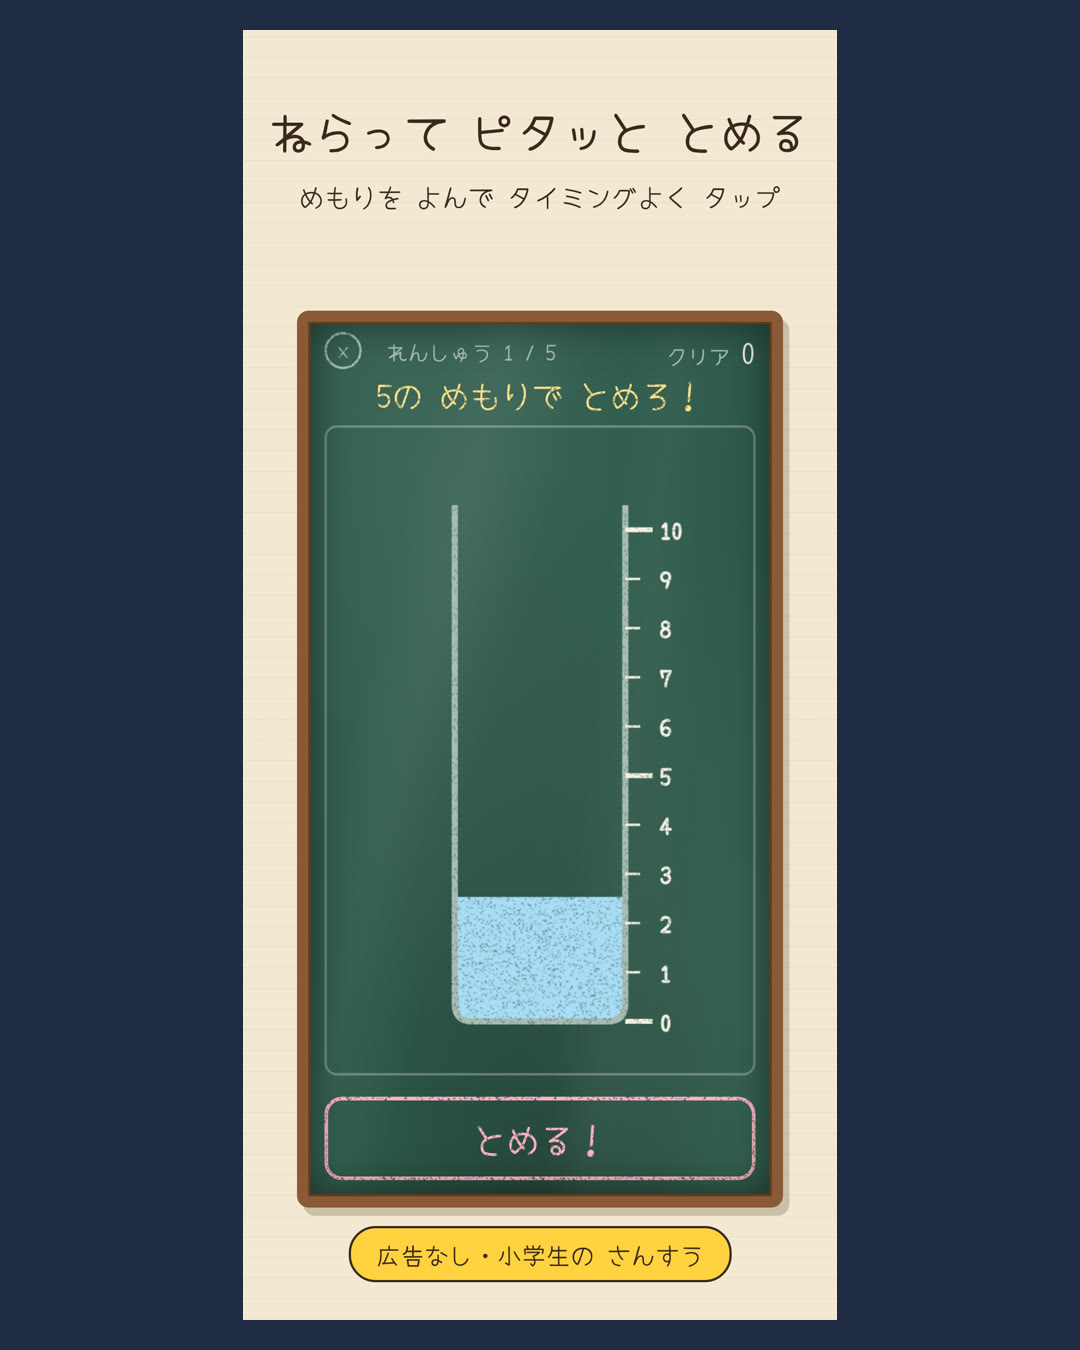 ねらって ピタッと とめる
めもりを よんで タイミングよく タップ
x れんしゅう 1 / 5 クリア 0
5の めもりで とめろ！
10
9
8
7
6
5
4
3
2
1
0
とめる！
広告なし・小学生の さんすう